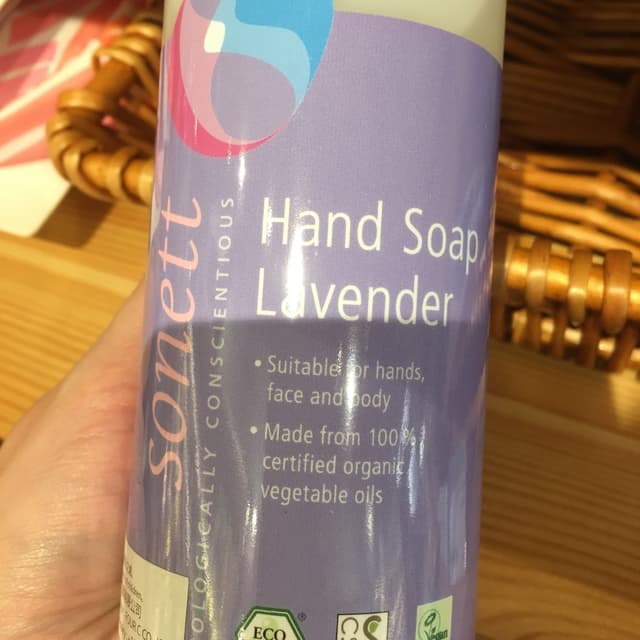 sonett
OLOGICALLY CONSCIENTIOUS
Hand Soap
Lavender
• Suitable for hands,
face and body
• Made from 100%
certified organic
vegetable oils
ECO
®
Vegan